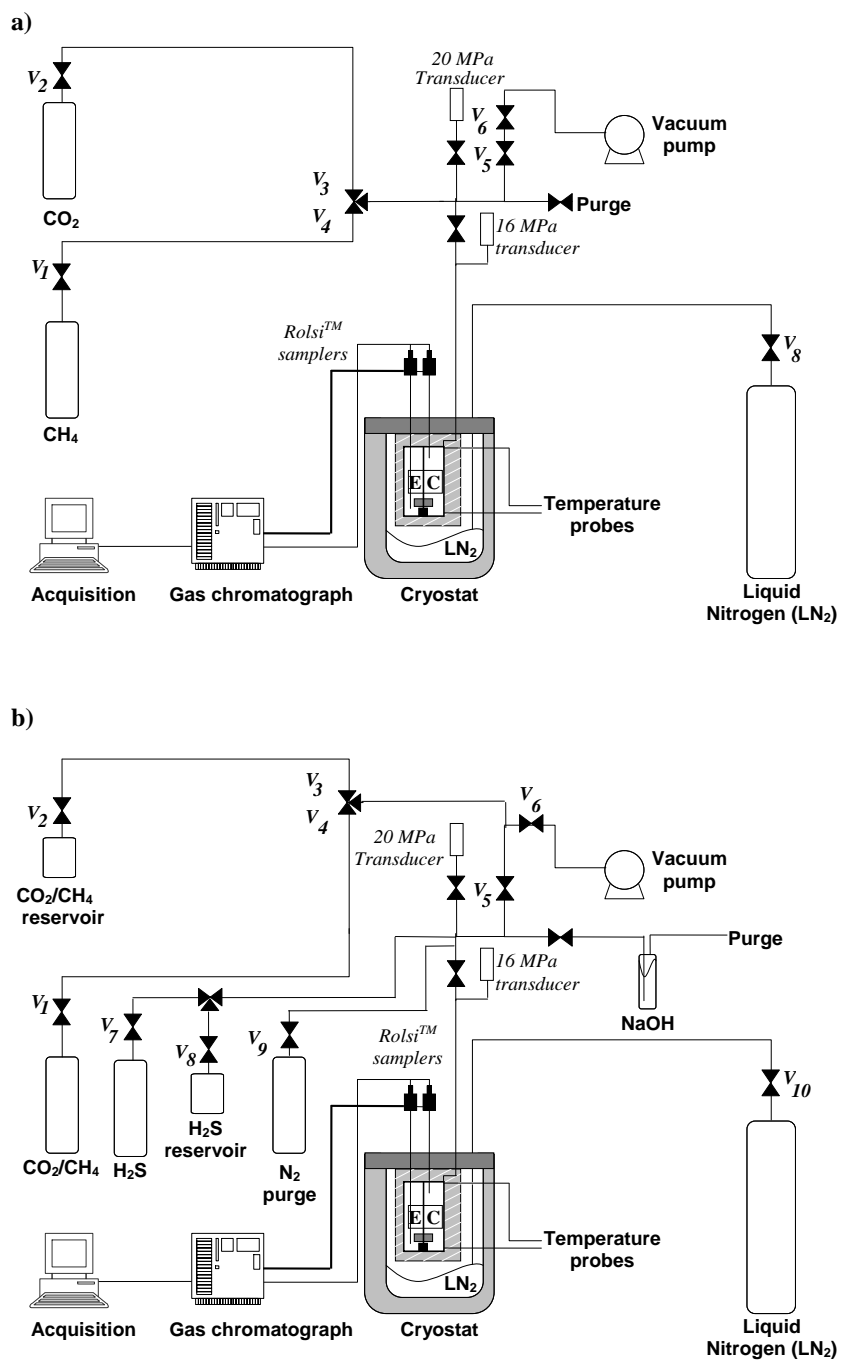 a)
20 MPa
Transducer
V2
V6
Vacuum
pump
V5
V3
CO2
V4
Purge
16 MPa
transducer
V1
Rolsi™
samplers
V8
CH4
E C
Temperature
probes
LN2
Acquisition
Gas chromatograph
Cryostat
Liquid
Nitrogen (LN2)
b)
V3
V6
V2
V4
20 MPa
Transducer
Vacuum
pump
V5
CO2/CH4
reservoir
Purge
16 MPa
transducer
V1
V7
NaOH
Rolsi™
samplers
V8
V9
V10
H2S
reservoir
CO2/CH4
H2S
N2
purge
E C
Temperature
probes
LN2
Acquisition
Gas chromatograph
Cryostat
Liquid
Nitrogen (LN2)